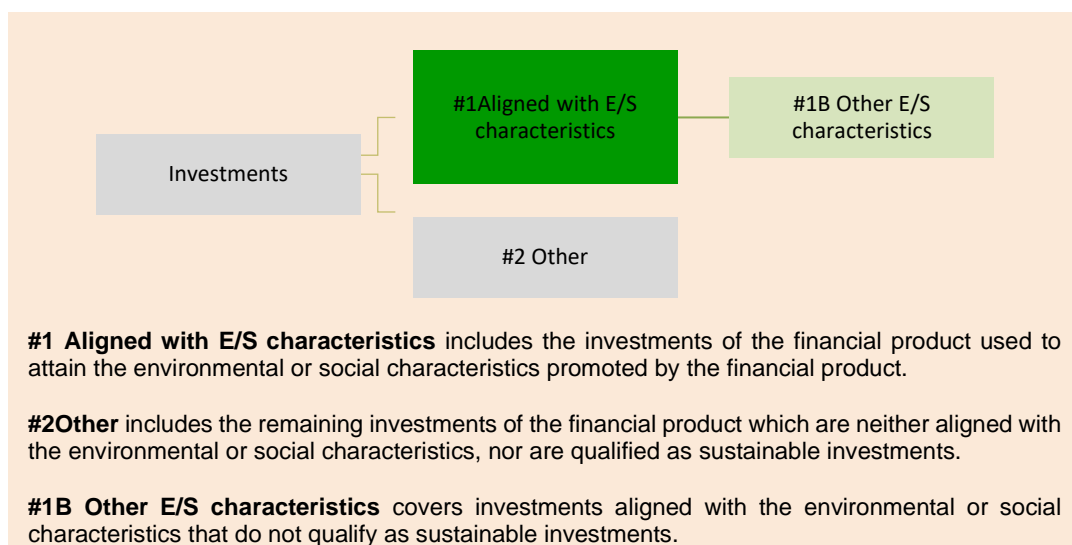 #1Aligned with E/S
characteristics
#1B Other E/S
characteristics
Investments
#2 Other
#1 Aligned with E/S characteristics includes the investments of the financial product used to
attain the environmental or social characteristics promoted by the financial product.
#2Other includes the remaining investments of the financial product which are neither aligned with
the environmental or social characteristics, nor are qualified as sustainable investments.
#1B Other E/S characteristics covers investments aligned with the environmental or social
characteristics that do not qualify as sustainable investments.